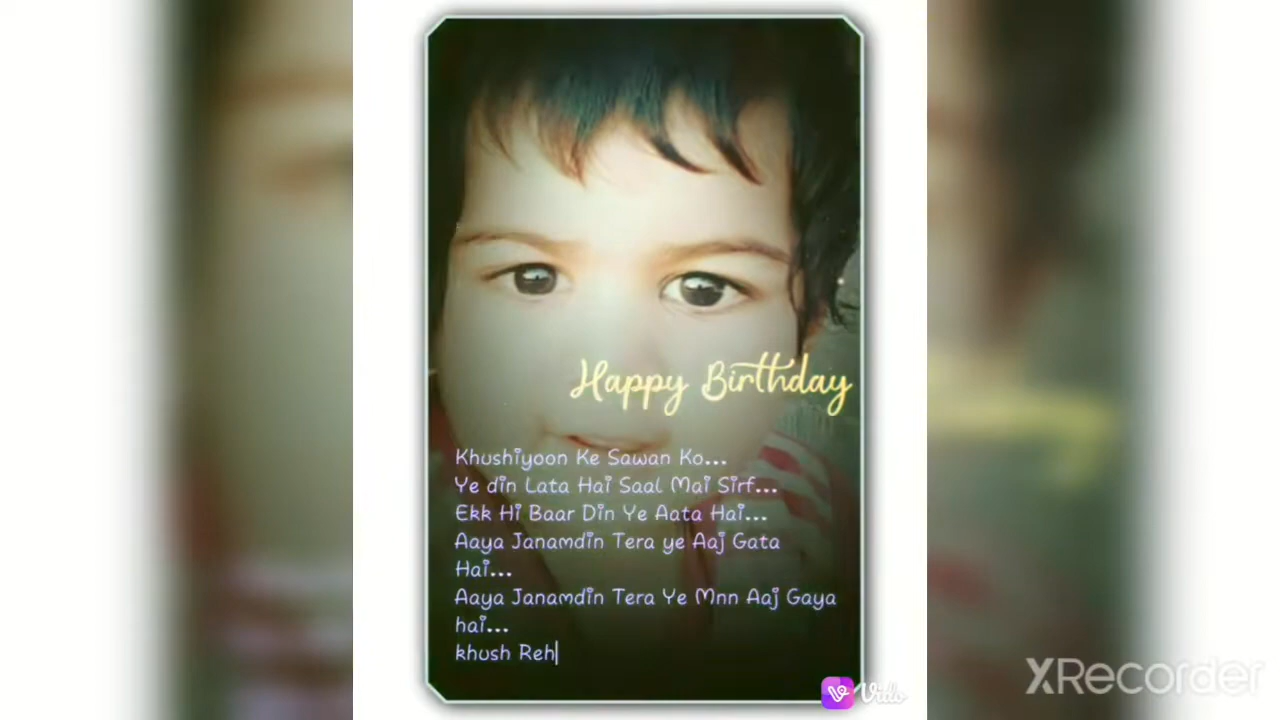 Happy Birthday
Khushiyoon Ke Sawan Ko...
Ye din Lata Hai Saal Mai Sirf...
Ekk Hi Baar Din Ye Aata Hai...
Aaya Janamdin Tera ye Aaj Gata
Hai...
Aaya Janamdin Tera Ye Mnn Aaj Gaya
hai...
khush Reh
Vido
XRecorder